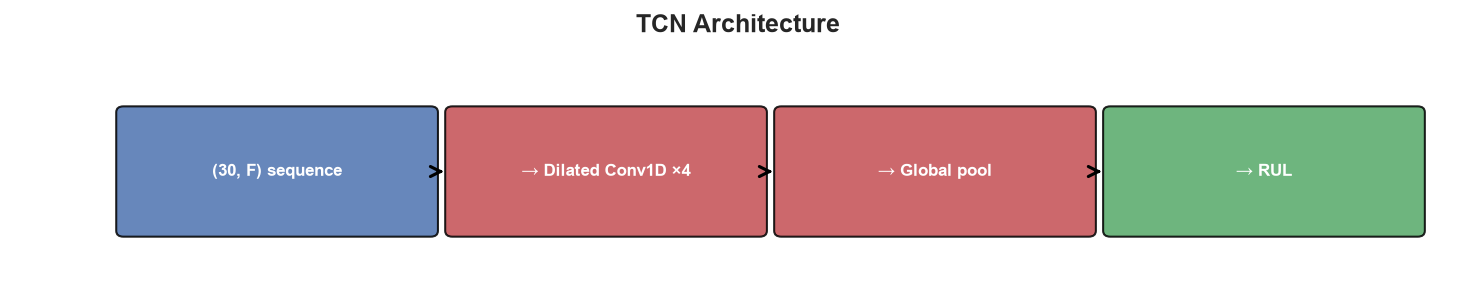 TCN Architecture
(30, F) sequence
→ Dilated Conv1D ×4
→ Global pool
→ RUL